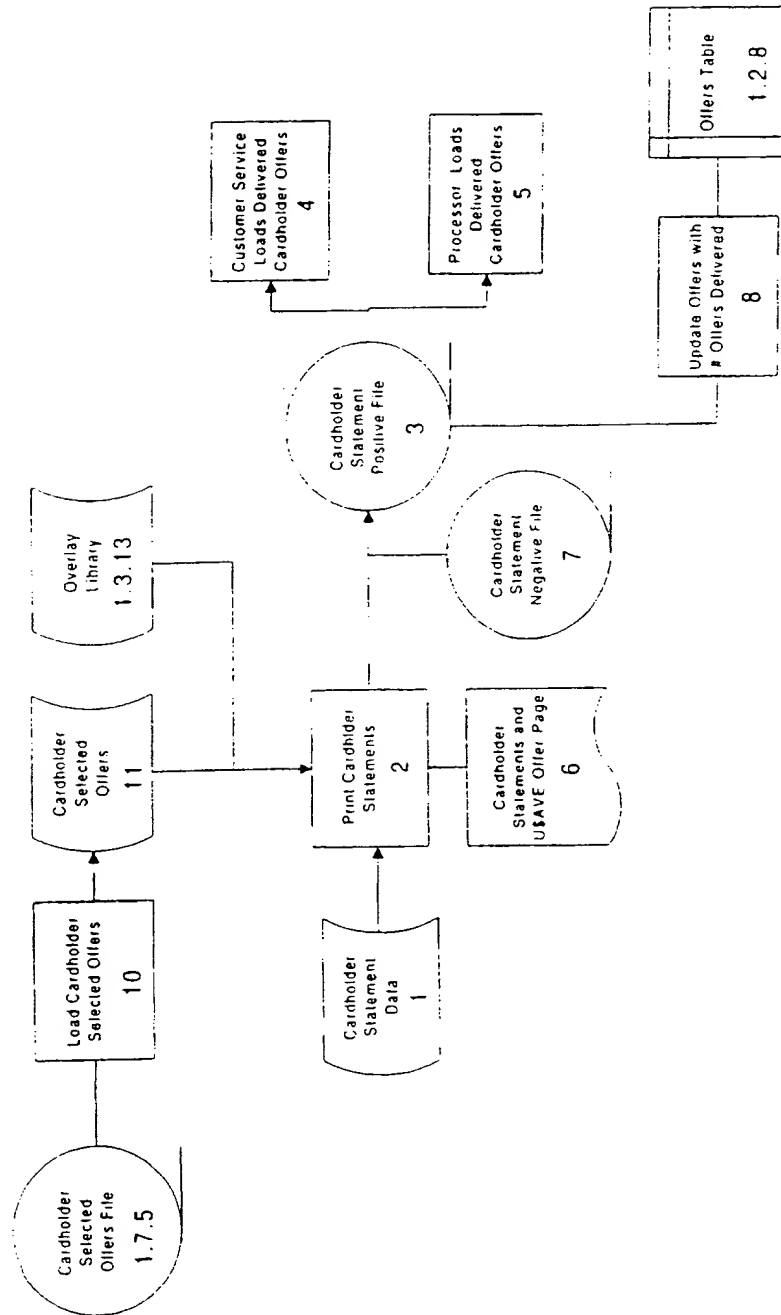 Cardholder
Selected
Offers File
1.7.5
Load Cardholder
Selected Offers
10
Cardholder
Selected
Offers
11
Overlay
Library
1.3.13
Cardholder
Statement
Data
1
Print Cardholder
Statements
2
Cardholder
Statements and
U$AVE Offer Page
6
Cardholder
Statement
Negative File
7
Cardholder
Statement
Positive File
3
Customer Service
Loads Delivered
Cardholder Offers
4
Processor Loads
Delivered
Cardholder Offers
5
Update Offers with
# Offers Delivered
8
Offers Table
1.2.8